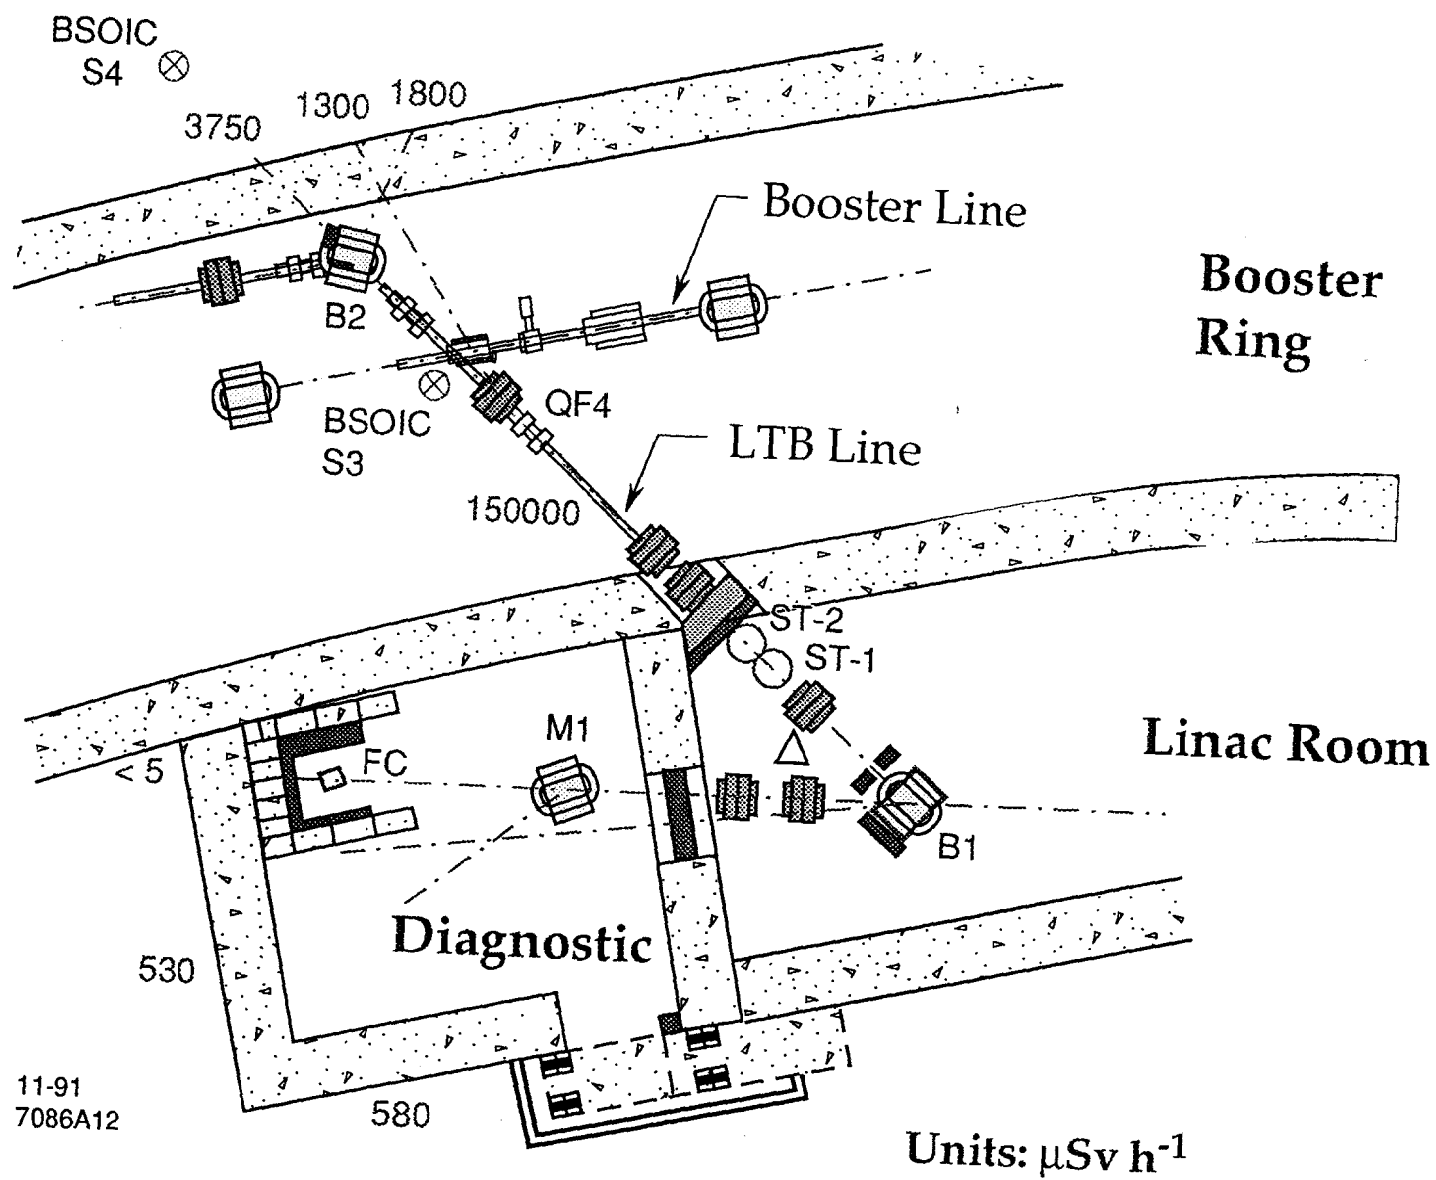 BSOIC
S4
3750
1300
1800
Booster Line
Booster
Ring
B2
QF4
BSOIC
S3
LTB Line
150000
ST-2
ST-1
Linac Room
M1
< 5
FC
B1
Diagnostic
530
580
11-91
7086A12
Units: µSv h⁻¹